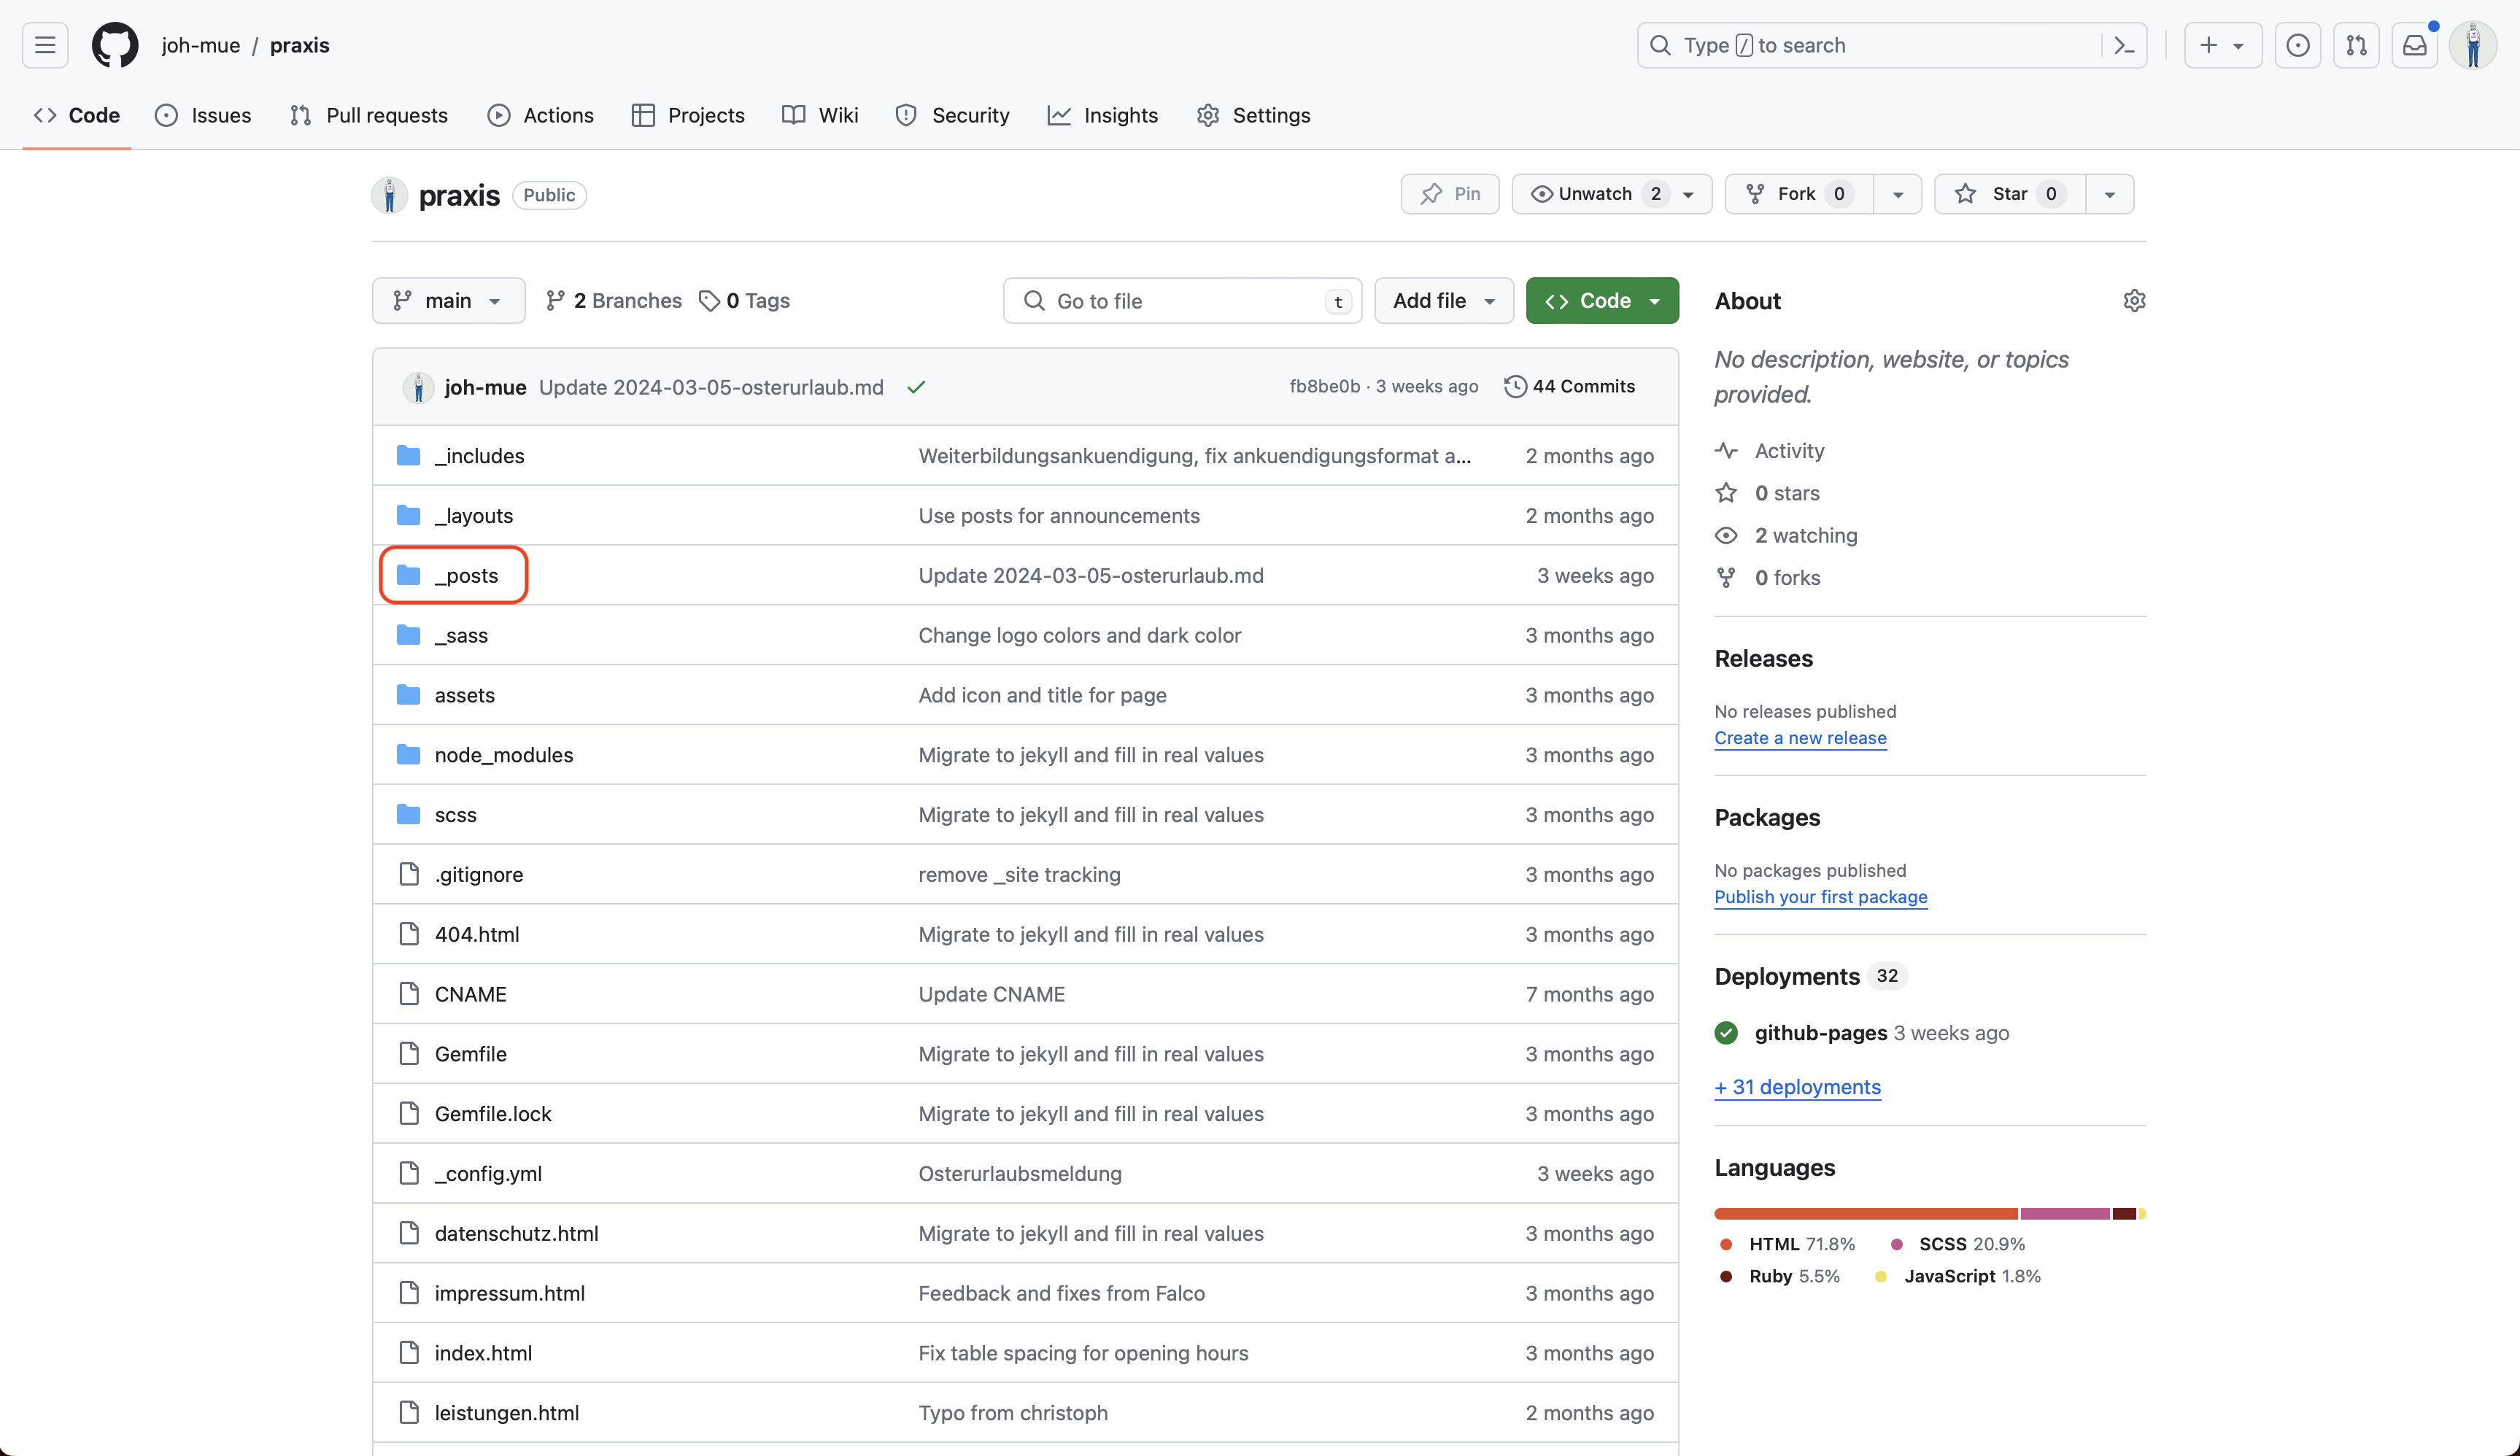 joh-mue / praxis
Type / to search
Code Issues Pull requests Actions Projects Wiki Security Insights Settings
praxis Public
Pin Unwatch 2 Fork 0 Star 0
main 2 Branches 0 Tags Go to file t Add file Code
joh-mue Update 2024-03-05-osterurlaub.md fb8be0b · 3 weeks ago 44 Commits
_includes Weiterbildungsankuendigung, fix ankuendigungsformat a... 2 months ago
_layouts Use posts for announcements 2 months ago
_posts Update 2024-03-05-osterurlaub.md 3 weeks ago
_sass Change logo colors and dark color 3 months ago
assets Add icon and title for page 3 months ago
node_modules Migrate to jekyll and fill in real values 3 months ago
scss Migrate to jekyll and fill in real values 3 months ago
.gitignore remove _site tracking 3 months ago
404.html Migrate to jekyll and fill in real values 3 months ago
CNAME Update CNAME 7 months ago
Gemfile Migrate to jekyll and fill in real values 3 months ago
Gemfile.lock Migrate to jekyll and fill in real values 3 months ago
_config.yml Osterurlaubsmeldung 3 weeks ago
datenschutz.html Migrate to jekyll and fill in real values 3 months ago
impressum.html Feedback and fixes from Falco 3 months ago
index.html Fix table spacing for opening hours 3 months ago
leistungen.html Typo from christoph 2 months ago
About
No description, website, or topics
provided.
Activity
0 stars
2 watching
0 forks
Releases
No releases published
Create a new release
Packages
No packages published
Publish your first package
Deployments 32
github-pages 3 weeks ago
+ 31 deployments
Languages
HTML 71.8% SCSS 20.9%
Ruby 5.5% JavaScript 1.8%